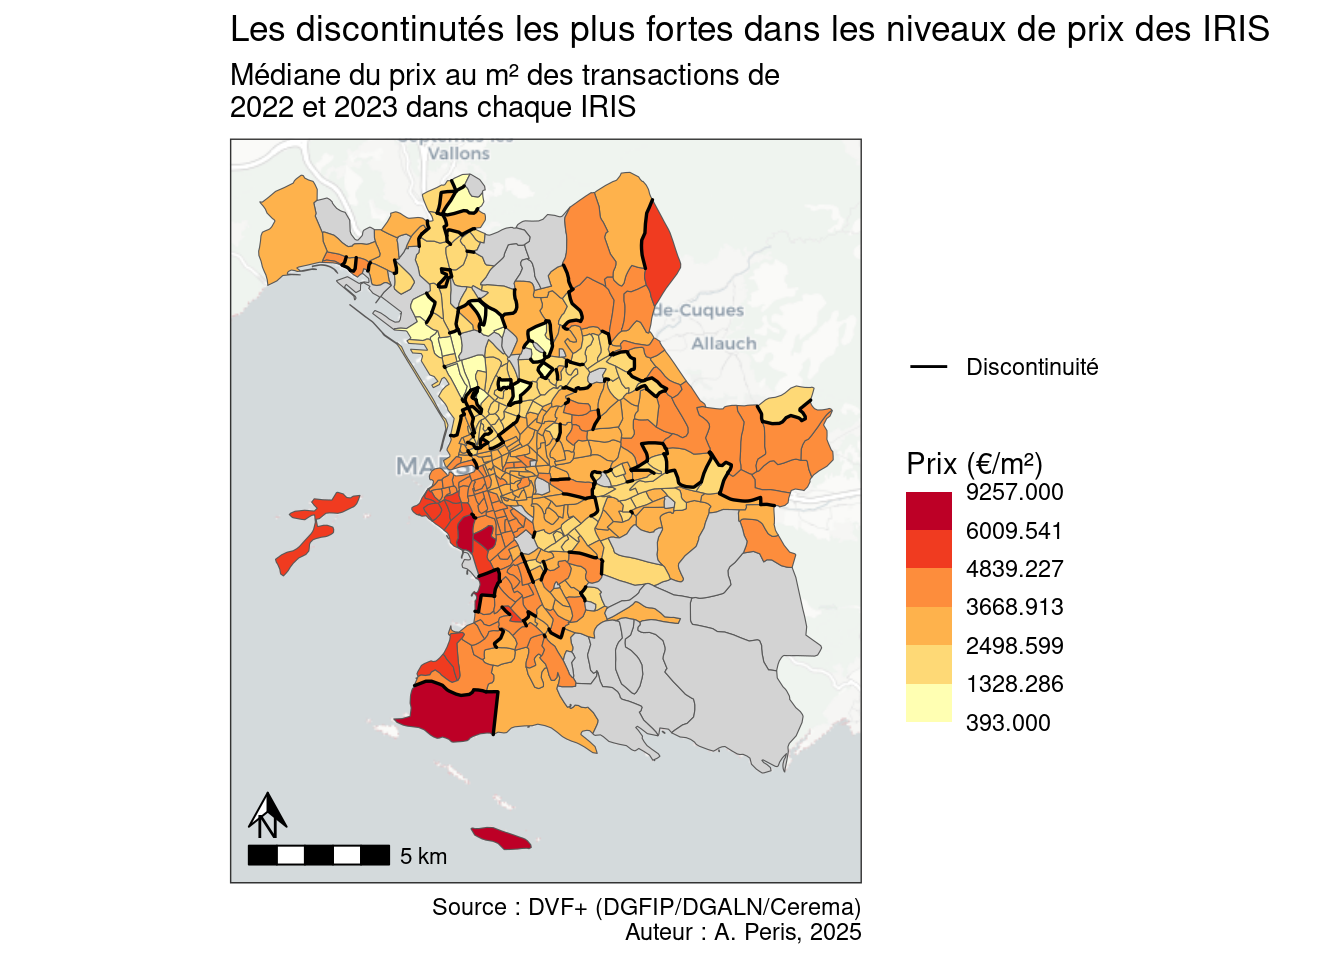 Les discontinutés les plus fortes dans les niveaux de prix des IRIS
Médiane du prix au m² des transactions de
2022 et 2023 dans chaque IRIS
Vallons
de-Cuques
Allauch
Discontinuité
Prix (€/m²)
9257.000
6009.541
4839.227
3668.913
2498.599
1328.286
393.000
N
5 km
Source : DVF+ (DGFIP/DGALN/Cerema)
Auteur : A. Peris, 2025